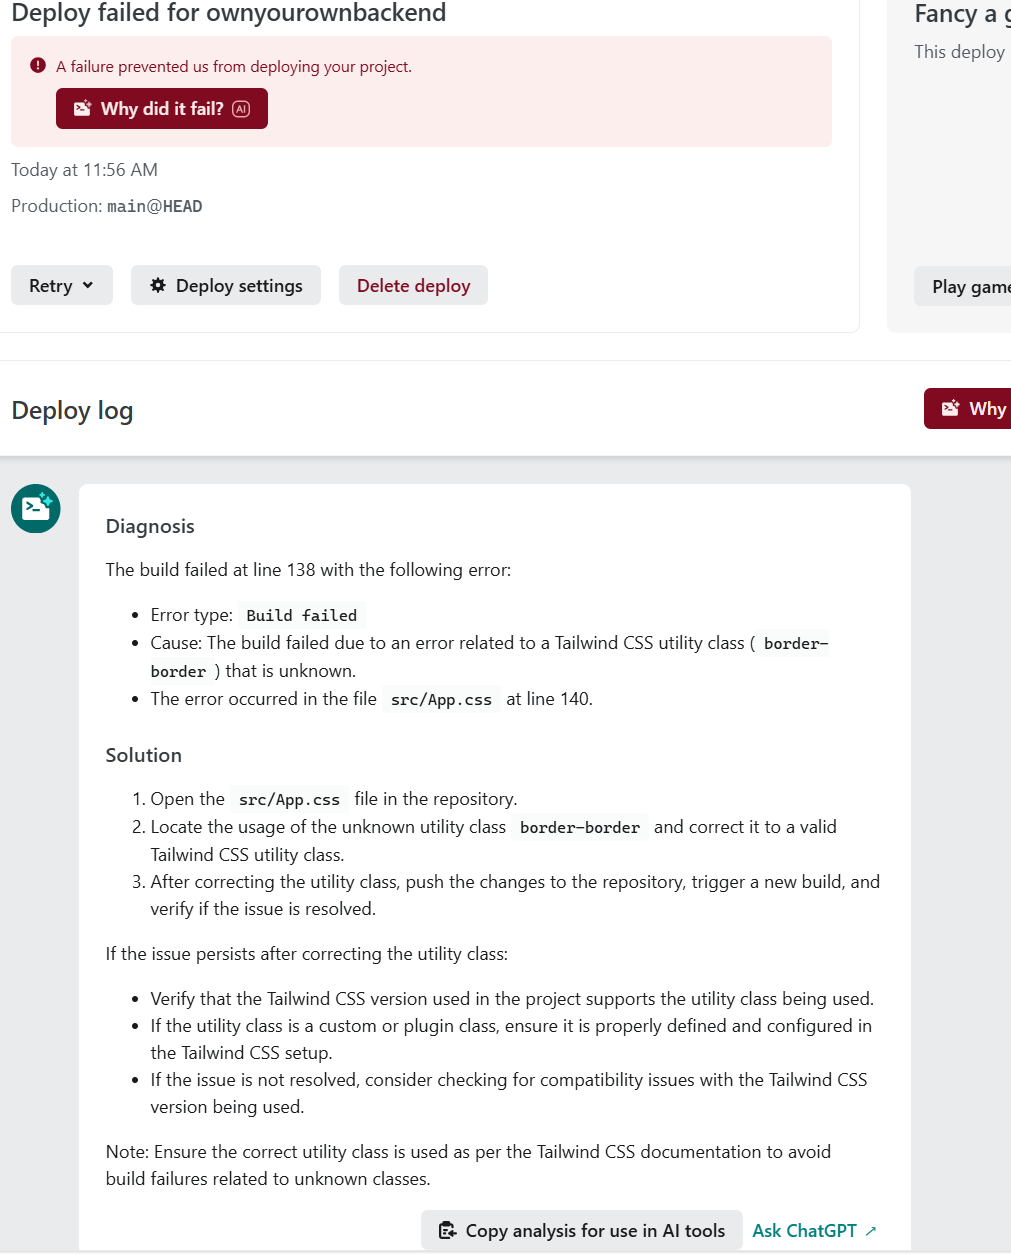 Deploy failed for ownyourownbackend
Fancy a
A failure prevented us from deploying your project.
This deploy
Why did it fail? AI
Today at 11:56 AM
Production: main@HEAD
Retry
Deploy settings
Delete deploy
Play game
Deploy log
Why
Diagnosis
The build failed at line 138 with the following error:
• Error type: Build failed
• Cause: The build failed due to an error related to a Tailwind CSS utility class ( border-
border ) that is unknown.
• The error occurred in the file src/App.css at line 140.
Solution
1. Open the src/App.css file in the repository.
2. Locate the usage of the unknown utility class border-border and correct it to a valid
Tailwind CSS utility class.
3. After correcting the utility class, push the changes to the repository, trigger a new build, and
verify if the issue is resolved.
If the issue persists after correcting the utility class:
• Verify that the Tailwind CSS version used in the project supports the utility class being used.
• If the utility class is a custom or plugin class, ensure it is properly defined and configured in
the Tailwind CSS setup.
• If the issue is not resolved, consider checking for compatibility issues with the Tailwind CSS
version being used.
Note: Ensure the correct utility class is used as per the Tailwind CSS documentation to avoid
build failures related to unknown classes.
Copy analysis for use in AI tools
Ask ChatGPT ↗